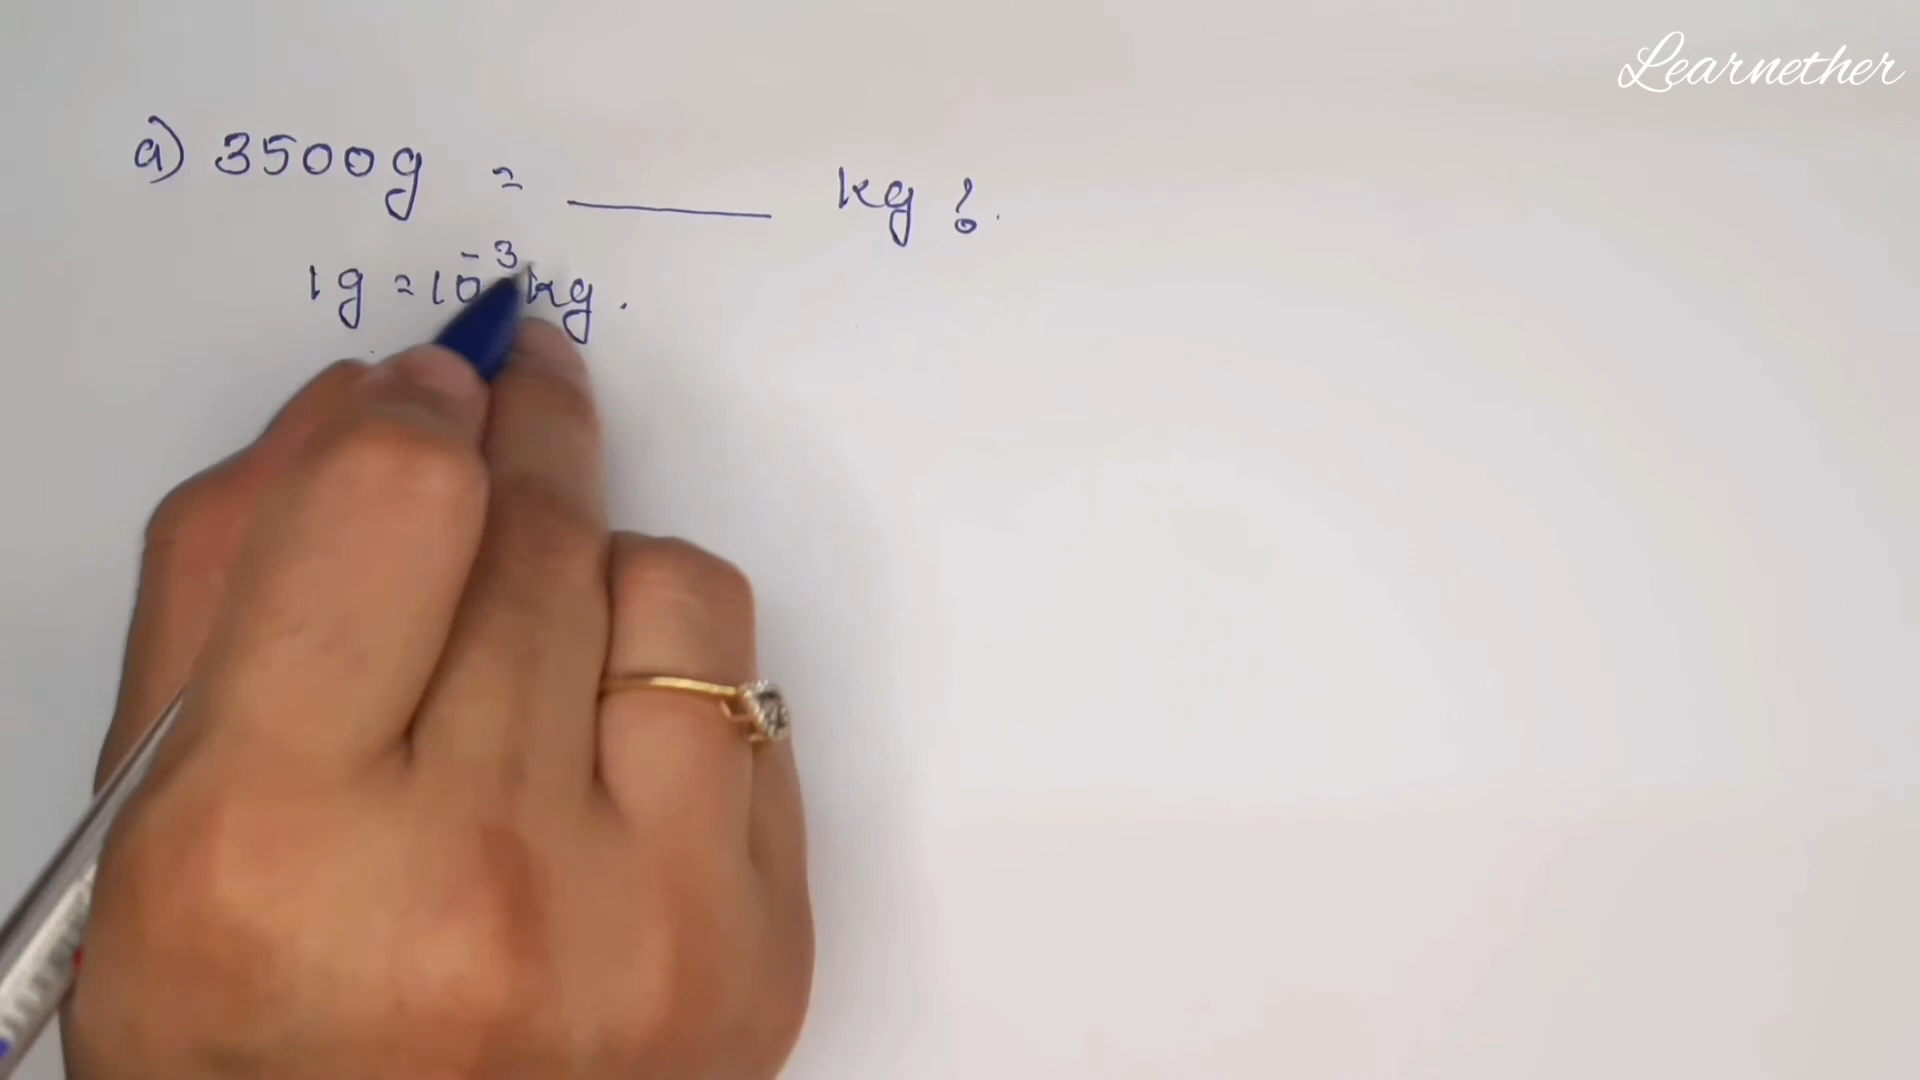 Learnether
a) 3500g = ______ kg ?.
1g = 10⁻³ kg.